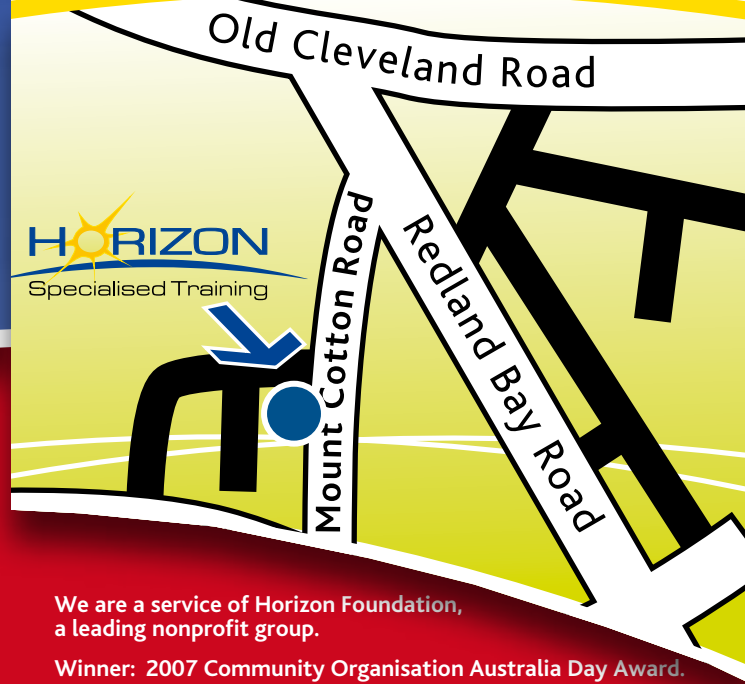 Old Cleveland Road
HORIZON
Specialised Training
Mount Cotton Road
Redland Bay Road
We are a service of Horizon Foundation,
a leading nonprofit group.
Winner: 2007 Community Organisation Australia Day Award.